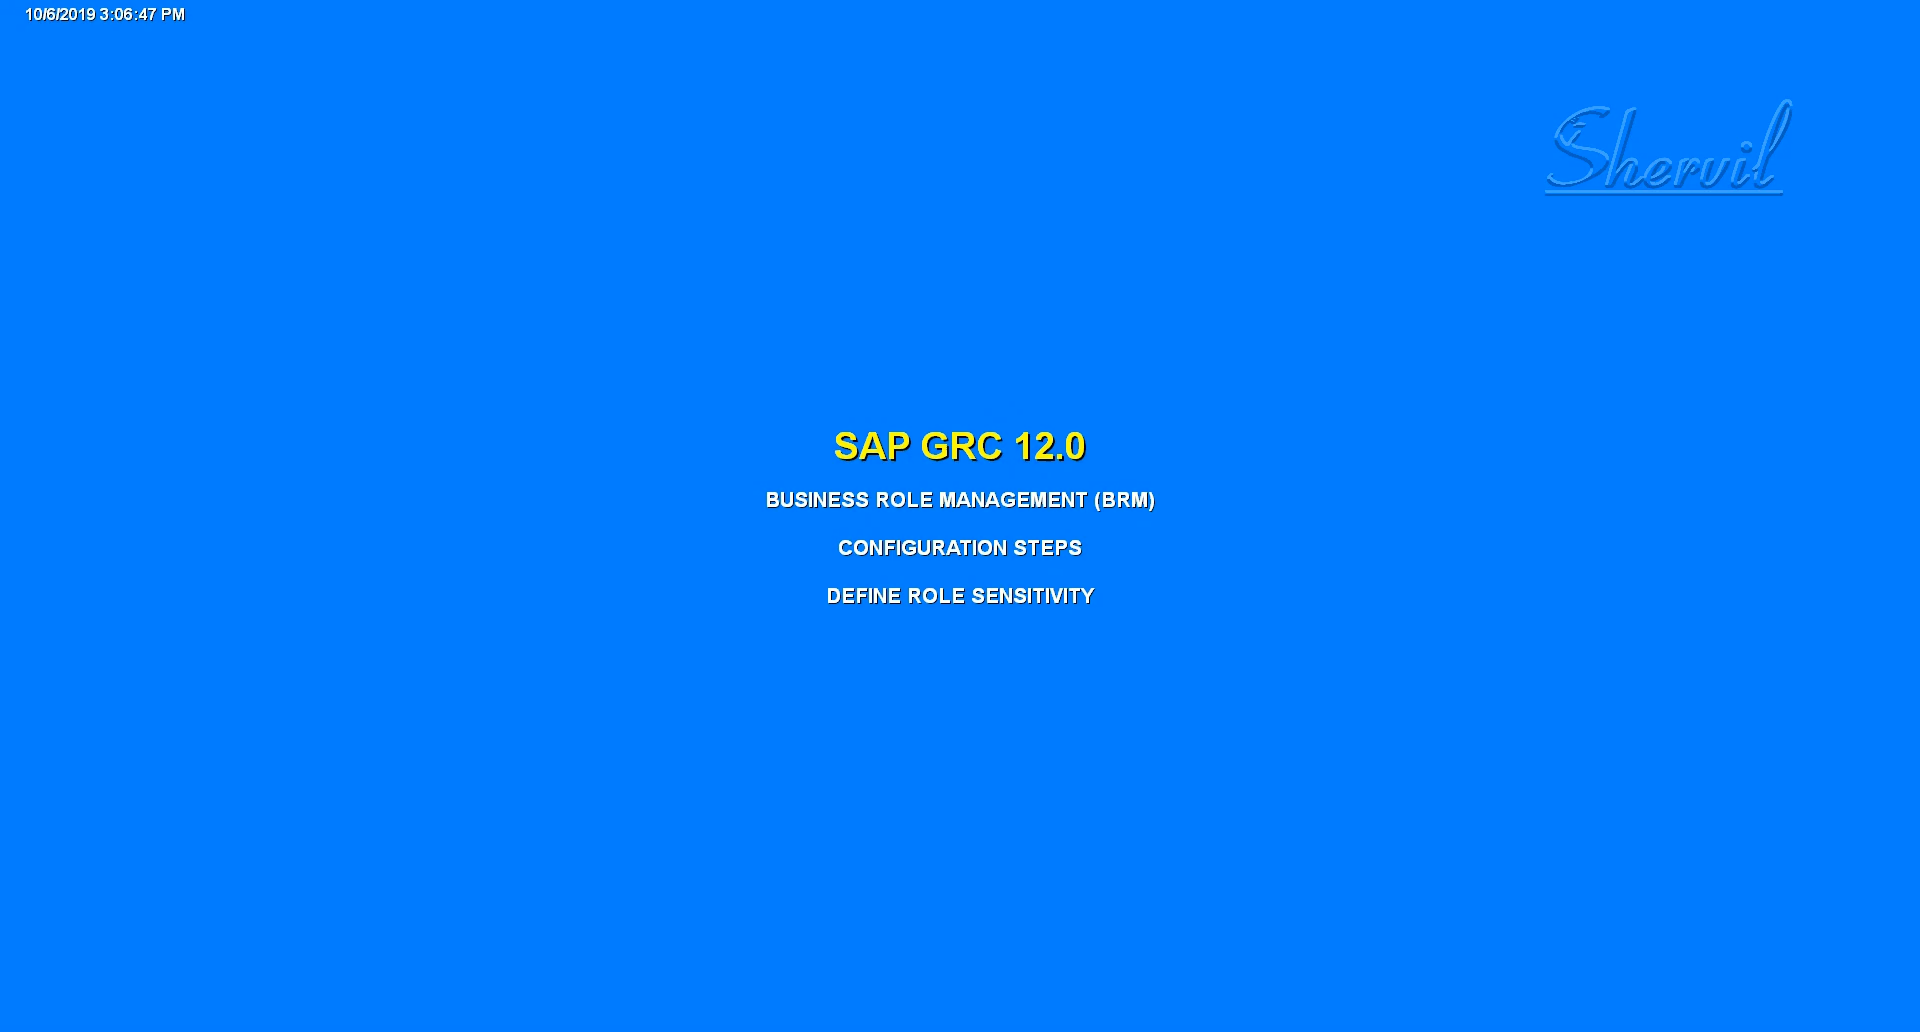 10/6/2019 3:06:47 PM
Shervil
SAP GRC 12.0
BUSINESS ROLE MANAGEMENT (BRM)
CONFIGURATION STEPS
DEFINE ROLE SENSITIVITY